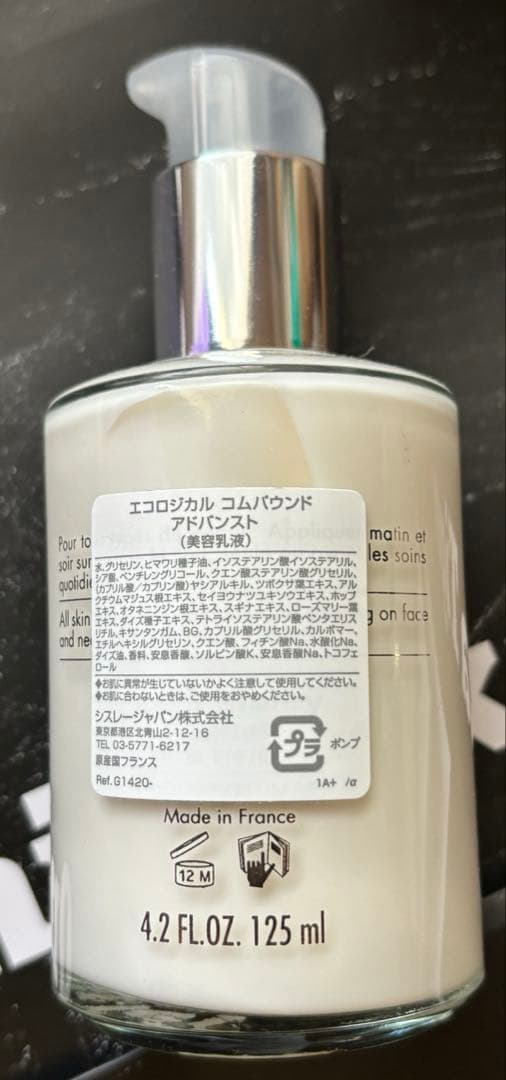 エコロジカル コムパウンド
アドバンスト
(美容乳液)
Pour to
matin et
soir sur
les soins
quotidie
水,グリセリン,ヒマワリ種子油,イソステアリン酸イソステアリル,
シア脂,ペンチレングリコール,クエン酸ステアリン酸グリセリル,
(カプリル酸/カプリン酸)ヤシアルキル,ツボクサ葉エキス,アル
クチウムマジュス根エキス,セイヨウナツユキソウエキス,ホップ
エキス,オタネニンジン根エキス,スギナエキス,ローズマリー葉
エキス,ダイズ種子エキス,テトライソステアリン酸ペンタエリス
リチル,キサンタンガム,BG,カプリル酸グリセリル,カルボマー,
エチルヘキシルグリセリン,クエン酸,フィチン酸Na,水酸化Na,
ダイズ油,香料,安息香酸,ソルビン酸K,安息香酸Na,トコフェ
ロール
All skin
g on face
and nec
◆お肌に異常が生じていないかよく注意して使用してください。
◆お肌に合わないときは、ご使用をおやめください。
シスレージャパン株式会社
東京都港区北青山2-12-16
TEL 03-5771-6217
原産国フランス
Ref.G1420-
プラ ポンプ
1A+ /α
Made in France
12 M
4.2 FL.OZ. 125 ml